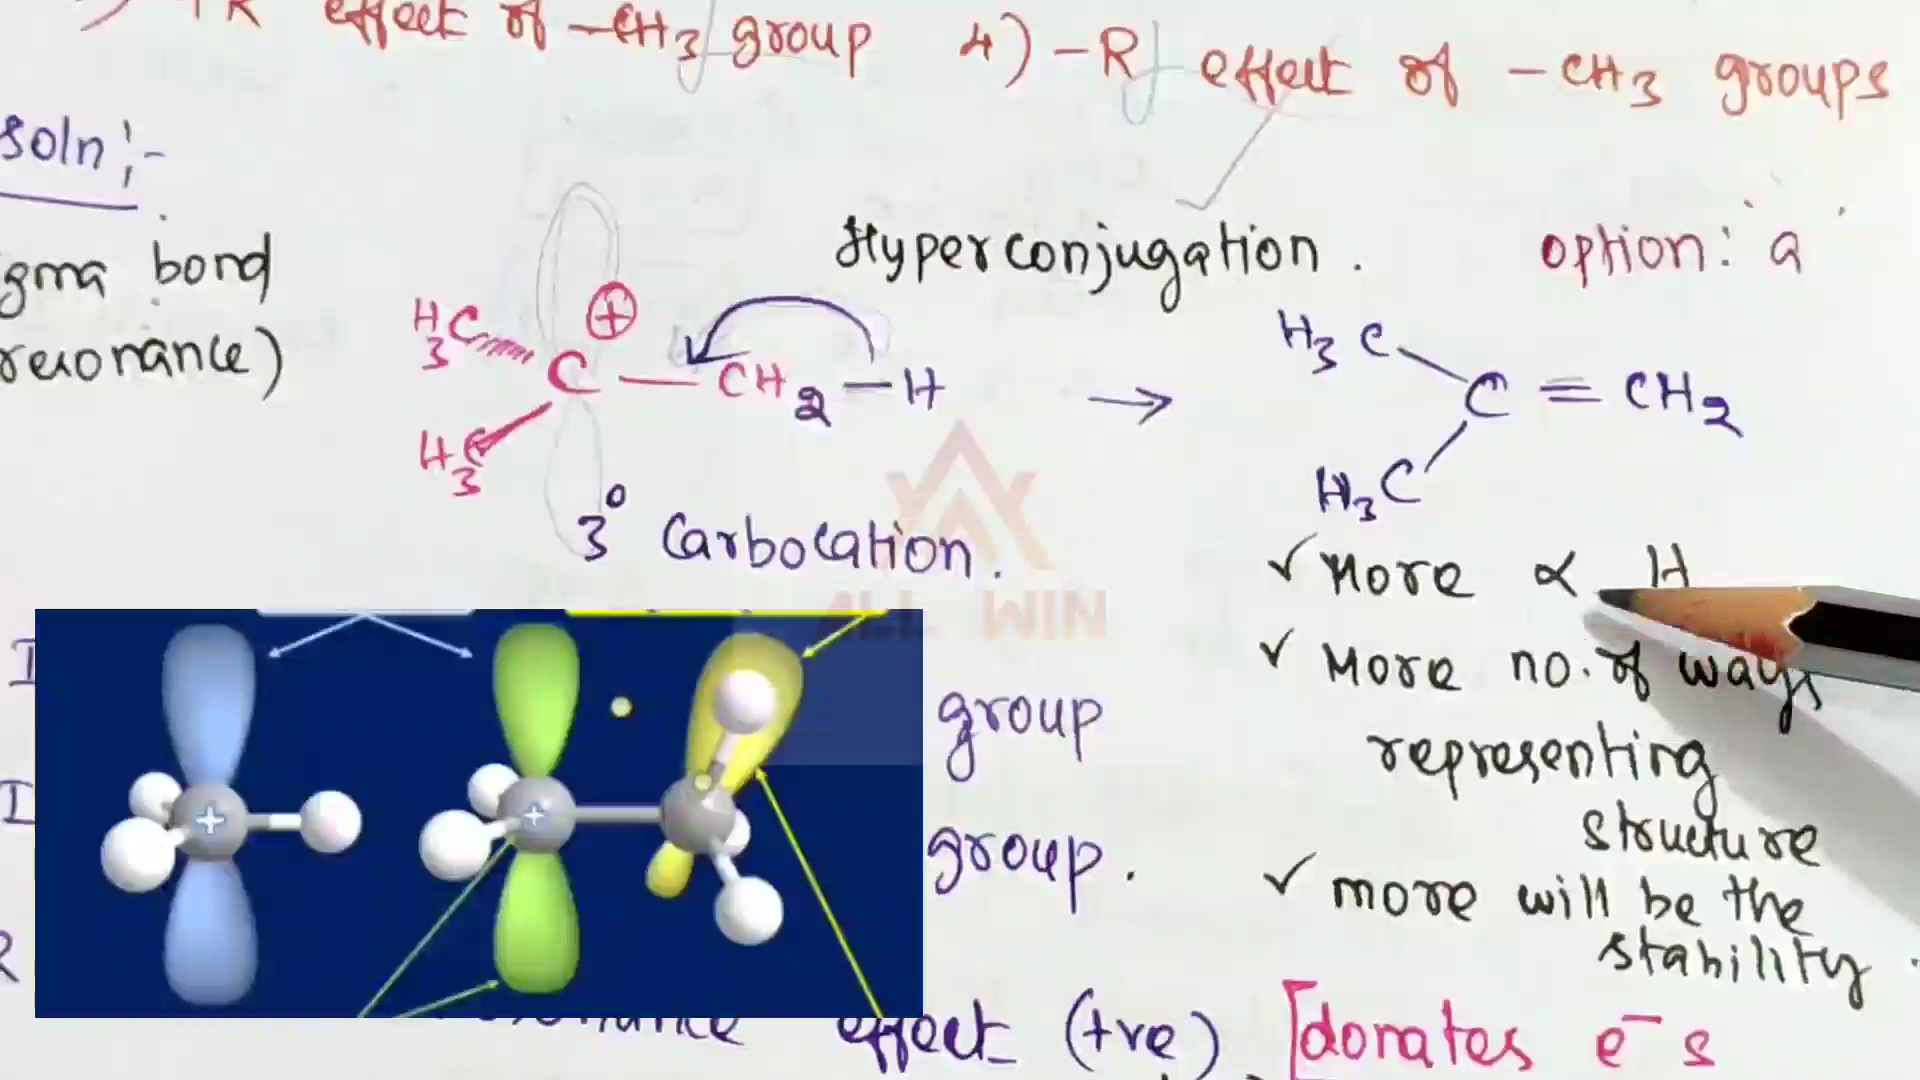 +R effect of -CH3 group 4) -R effect of -CH3 groups
soln:-
gma bond
resonance)
Hyperconjugation. option: a
H3C
C ⊕ — CH2 — H → C = CH2
H3C
H3C
H3C
3° Carbocation.
✓ More α H
ALL WIN
✓ More no. of ways
representing
structure
✓ more will be the
stability.
I
group
I
group.
R
effect (+ve) [donates e⁻s